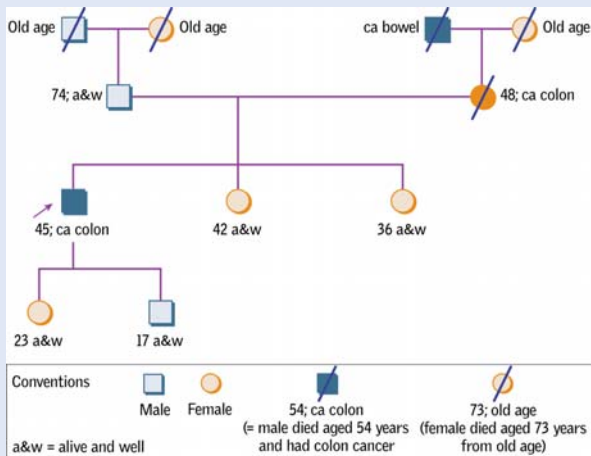 Old age
Old age
ca bowel
Old age
74; a&w
48; ca colon
45; ca colon
42 a&w
36 a&w
23 a&w
17 a&w
Conventions
Male
Female
54; ca colon
(= male died aged 54 years
and had colon cancer
73; old age
(female died aged 73 years
from old age)
a&w = alive and well